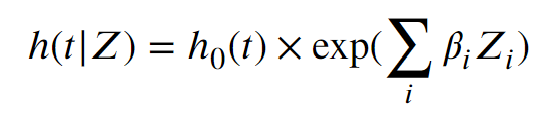 h(t|Z) = h₀(t) × exp(∑ᵢ βᵢZᵢ)